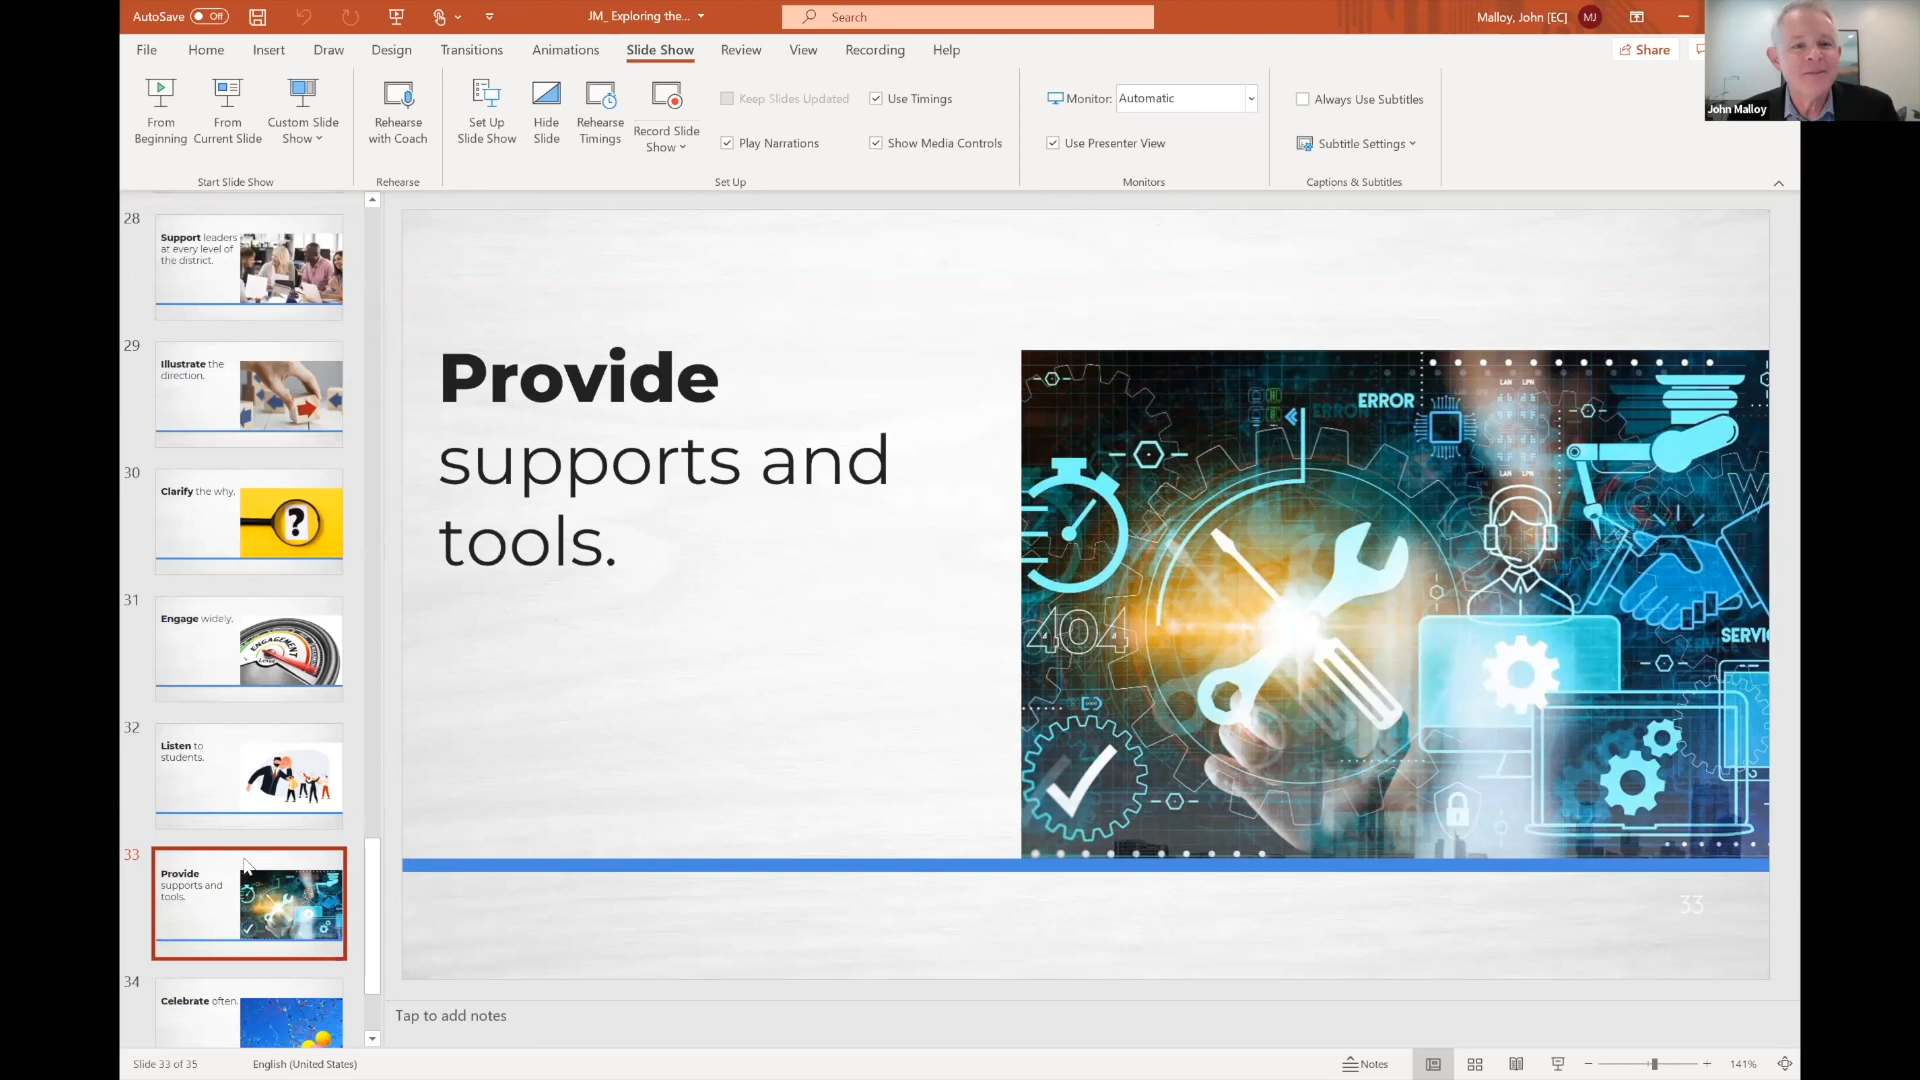 AutoSave Off
JM_ Exploring the...
Search
Malloy, John [EC] MJ
File Home Insert Draw Design Transitions Animations Slide Show Review View Recording Help
Share
John Malloy
From Beginning
From Current Slide
Custom Slide Show
Rehearse with Coach
Set Up Slide Show
Hide Slide
Rehearse Timings
Record Slide Show
Keep Slides Updated
Use Timings
Play Narrations
Show Media Controls
Monitor: Automatic
Use Presenter View
Always Use Subtitles
Subtitle Settings
Start Slide Show
Rehearse
Set Up
Monitors
Captions & Subtitles
28
Support leaders
at every level of
the district.
29
Illustrate the
direction.
30
Clarify the why.
?
31
Engage widely.
ENGAGEMENT
32
Listen to
students.
33
Provide
supports and
tools.
34
Celebrate often.
Provide
supports and
tools.
ERROR
ERROR
LAN LPN
LAN LPN
404
W
SERVI
33
Tap to add notes
Slide 33 of 35
English (United States)
Notes
141%